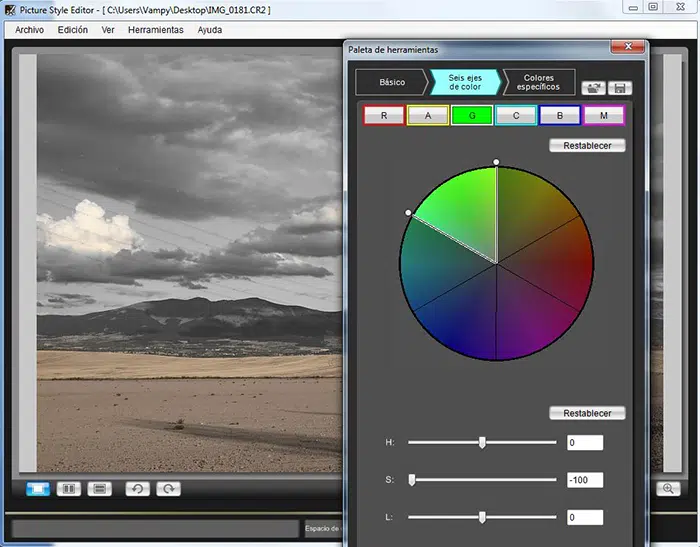 Picture Style Editor - [ C:\Users\Vampy\Desktop\IMG_0181.CR2 ]
Archivo Edición Ver Herramientas Ayuda
Paleta de herramientas
Básico
Seis ejes
de color
Colores
específicos
R A G C B M
Restablecer
Restablecer
H: 0
S: -100
L: 0
Espacio de